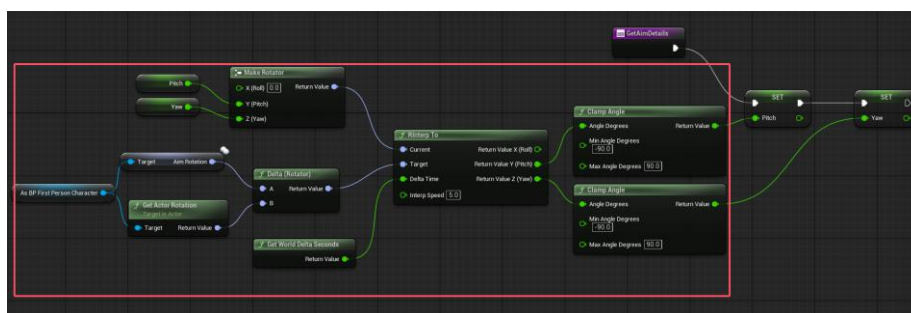 GetAimDetails
Make Rotator
Pitch
X (Roll) 0.0
Return Value
Y (Pitch)
Yaw
Z (Yaw)
SET
Pitch
SET
Yaw
Clamp Angle
Angle Degrees
Return Value
Min Angle Degrees
-90.0
Max Angle Degrees 90.0
RInterp To
Current
Return Value X (Roll)
Target
Return Value Y (Pitch)
Delta Time
Return Value Z (Yaw)
Interp Speed 5.0
Target
Aim Rotation
Delta (Rotator)
A
Return Value
B
As BP First Person Character
Get Actor Rotation
Target is Actor
Target
Return Value
Clamp Angle
Angle Degrees
Return Value
Min Angle Degrees
-90.0
Max Angle Degrees 90.0
Get World Delta Seconds
Return Value